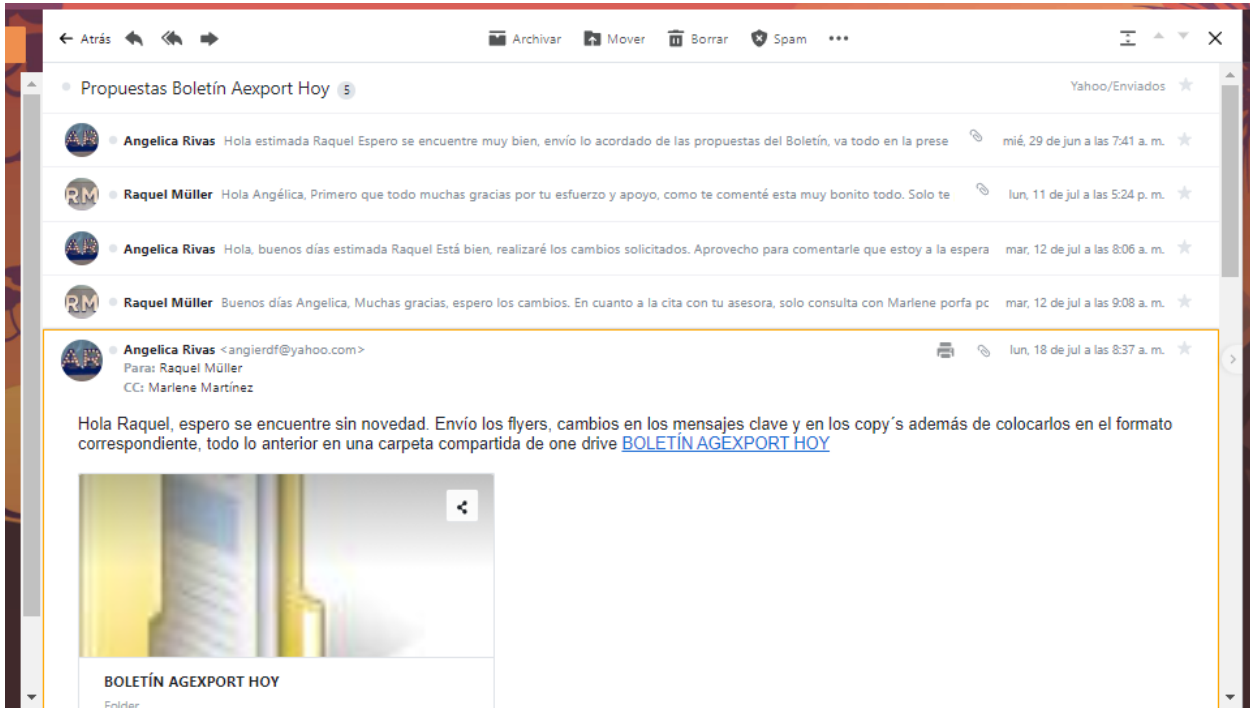 Atrás Archivar Mover Borrar Spam
Propuestas Boletín Aexport Hoy 5 Yahoo/Enviados
AR Angelica Rivas Hola estimada Raquel Espero se encuentre muy bien, envío lo acordado de las propuestas del Boletín, va todo en la prese mié, 29 de jun a las 7:41 a. m.
RM Raquel Müller Hola Angélica, Primero que todo muchas gracias por tu esfuerzo y apoyo, como te comenté esta muy bonito todo. Solo te lun, 11 de jul a las 5:24 p. m.
AR Angelica Rivas Hola, buenos días estimada Raquel Está bien, realizaré los cambios solicitados. Aprovecho para comentarle que estoy a la espera mar, 12 de jul a las 8:06 a. m.
RM Raquel Müller Buenos días Angelica, Muchas gracias, espero los cambios. En cuanto a la cita con tu asesora, solo consulta con Marlene porfa pc mar, 12 de jul a las 9:08 a. m.
AR Angelica Rivas <angierdf@yahoo.com> lun, 18 de jul a las 8:37 a. m.
Para: Raquel Müller
CC: Marlene Martínez
Hola Raquel, espero se encuentre sin novedad. Envío los flyers, cambios en los mensajes clave y en los copy´s además de colocarlos en el formato
correspondiente, todo lo anterior en una carpeta compartida de one drive BOLETÍN AGEXPORT HOY
BOLETÍN AGEXPORT HOY
Folder